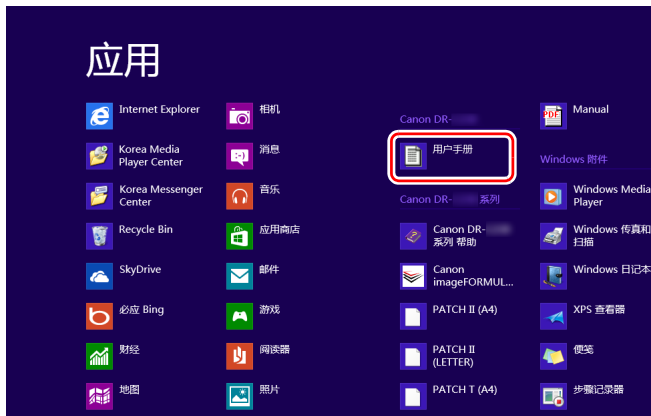 应用
Internet Explorer
Korea Media
Player Center
Korea Messenger
Center
Recycle Bin
SkyDrive
必应 Bing
财经
地图
相机
消息
音乐
应用商店
邮件
游戏
阅读器
照片
Canon DR-
用户手册
Canon DR- 系列
Canon DR-
系列 帮助
Canon
imageFORMUL...
PATCH II (A4)
PATCH II
(LETTER)
PATCH T (A4)
PDF
Manual
Windows 附件
Windows Media
Player
Windows 传真和
扫描
Windows 日记本
XPS 查看器
便笺
步骤记录器